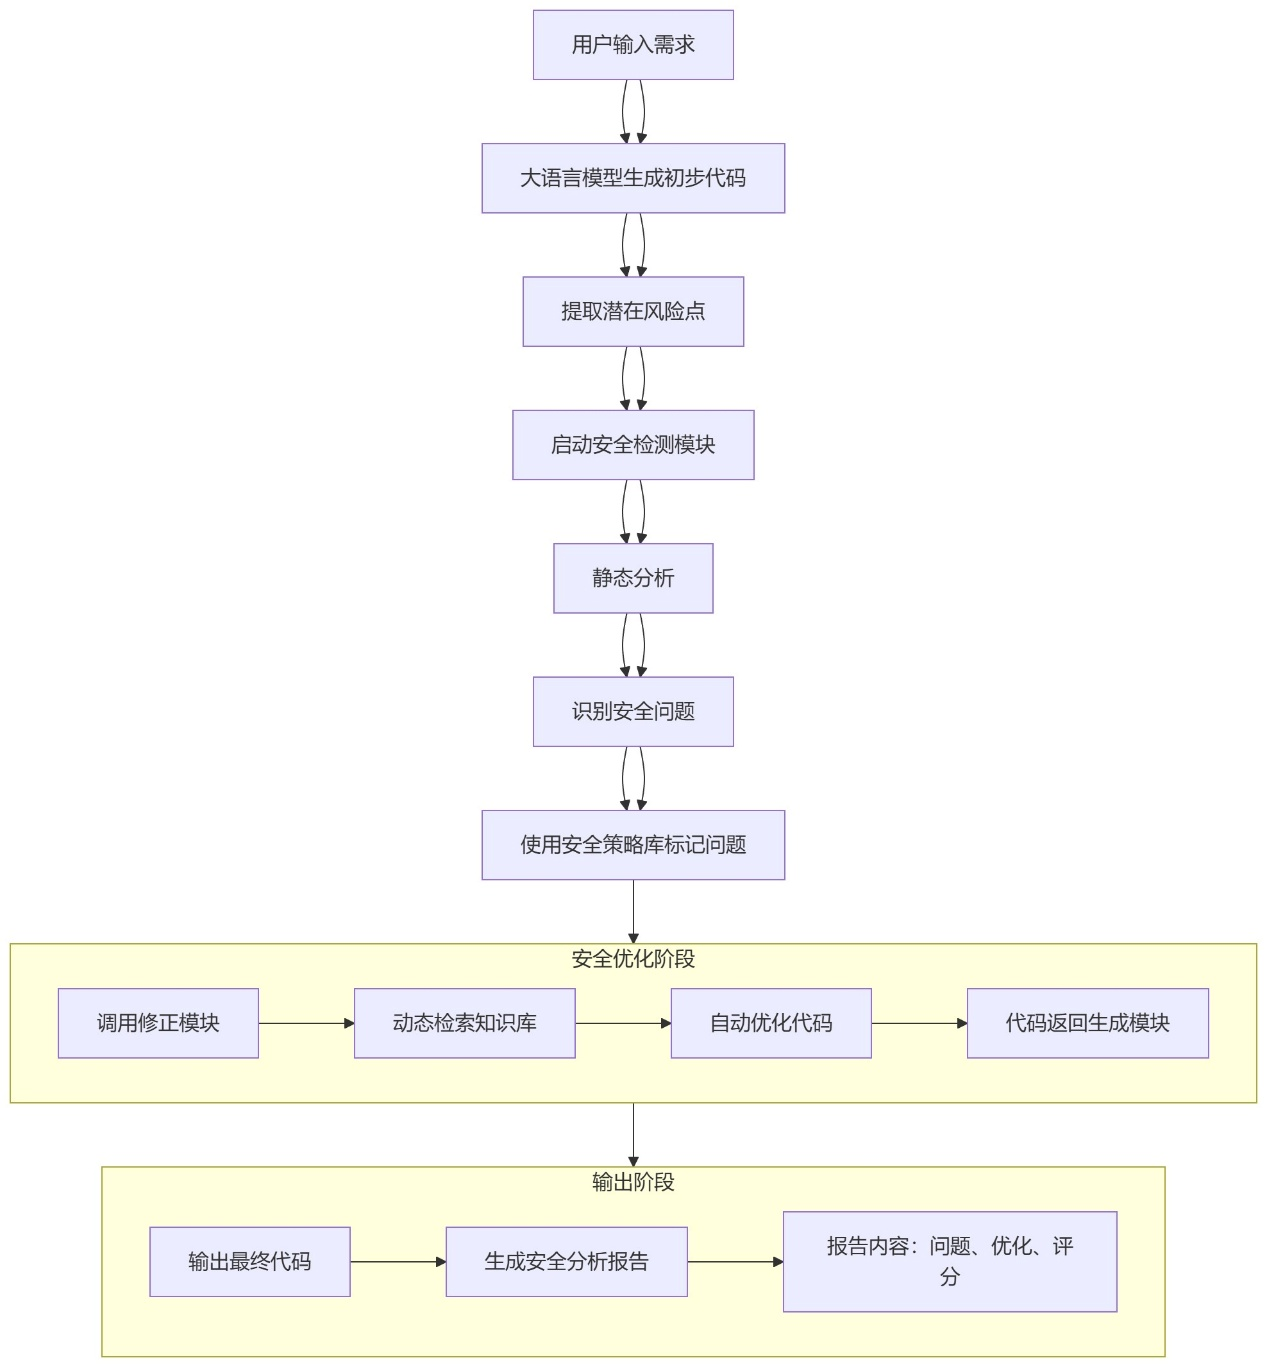 用户输入需求
大语言模型生成初步代码
提取潜在风险点
启动安全检测模块
静态分析
识别安全问题
使用安全策略库标记问题
安全优化阶段
调用修正模块
动态检索知识库
自动优化代码
代码返回生成模块
输出阶段
输出最终代码
生成安全分析报告
报告内容：问题、优化、评
分